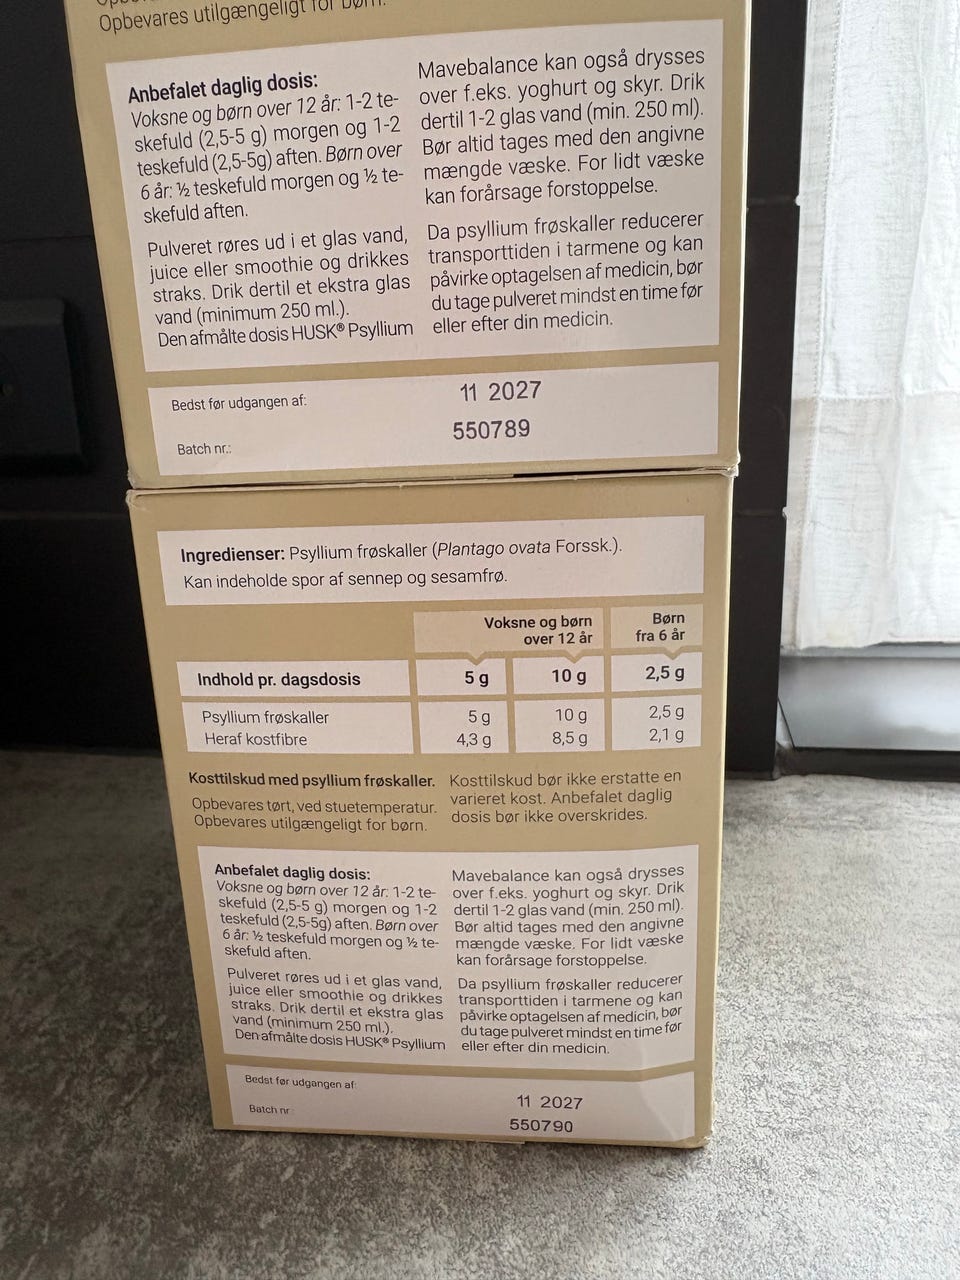 Opbevares utilgængeligt for børn.
Anbefalet daglig dosis:
Voksne og børn over 12 år: 1-2 te-
skefuld (2,5-5 g) morgen og 1-2
teskefuld (2,5-5g) aften. Børn over
6 år: ½ teskefuld morgen og ½ te-
skefuld aften.
Pulveret røres ud i et glas vand,
juice eller smoothie og drikkes
straks. Drik dertil et ekstra glas
vand (minimum 250 ml.).
Den afmålte dosis HUSK® Psyllium
Mavebalance kan også drysses
over f.eks. yoghurt og skyr. Drik
dertil 1-2 glas vand (min. 250 ml).
Bør altid tages med den angivne
mængde væske. For lidt væske
kan forårsage forstoppelse.
Da psyllium frøskaller reducerer
transporttiden i tarmene og kan
påvirke optagelsen af medicin, bør
du tage pulveret mindst en time før
eller efter din medicin.
Bedst før udgangen af: 11 2027
Batch nr.: 550789
Ingredienser: Psyllium frøskaller (Plantago ovata Forssk.).
Kan indeholde spor af sennep og sesamfrø.
Voksne og børn
over 12 år
Børn
fra 6 år
Indhold pr. dagsdosis 5 g 10 g 2,5 g
Psyllium frøskaller 5 g 10 g 2,5 g
Heraf kostfibre 4,3 g 8,5 g 2,1 g
Kosttilskud med psyllium frøskaller.
Opbevares tørt, ved stuetemperatur.
Opbevares utilgængeligt for børn.
Kosttilskud bør ikke erstatte en
varieret kost. Anbefalet daglig
dosis bør ikke overskrides.
Anbefalet daglig dosis:
Voksne og børn over 12 år: 1-2 te-
skefuld (2,5-5 g) morgen og 1-2
teskefuld (2,5-5g) aften. Børn over
6 år: ½ teskefuld morgen og ½ te-
skefuld aften.
Pulveret røres ud i et glas vand,
juice eller smoothie og drikkes
straks. Drik dertil et ekstra glas
vand (minimum 250 ml.).
Den afmålte dosis HUSK® Psyllium
Mavebalance kan også drysses
over f.eks. yoghurt og skyr. Drik
dertil 1-2 glas vand (min. 250 ml).
Bør altid tages med den angivne
mængde væske. For lidt væske
kan forårsage forstoppelse.
Da psyllium frøskaller reducerer
transporttiden i tarmene og kan
påvirke optagelsen af medicin, bør
du tage pulveret mindst en time før
eller efter din medicin.
Bedst før udgangen af: 11 2027
Batch nr 550790